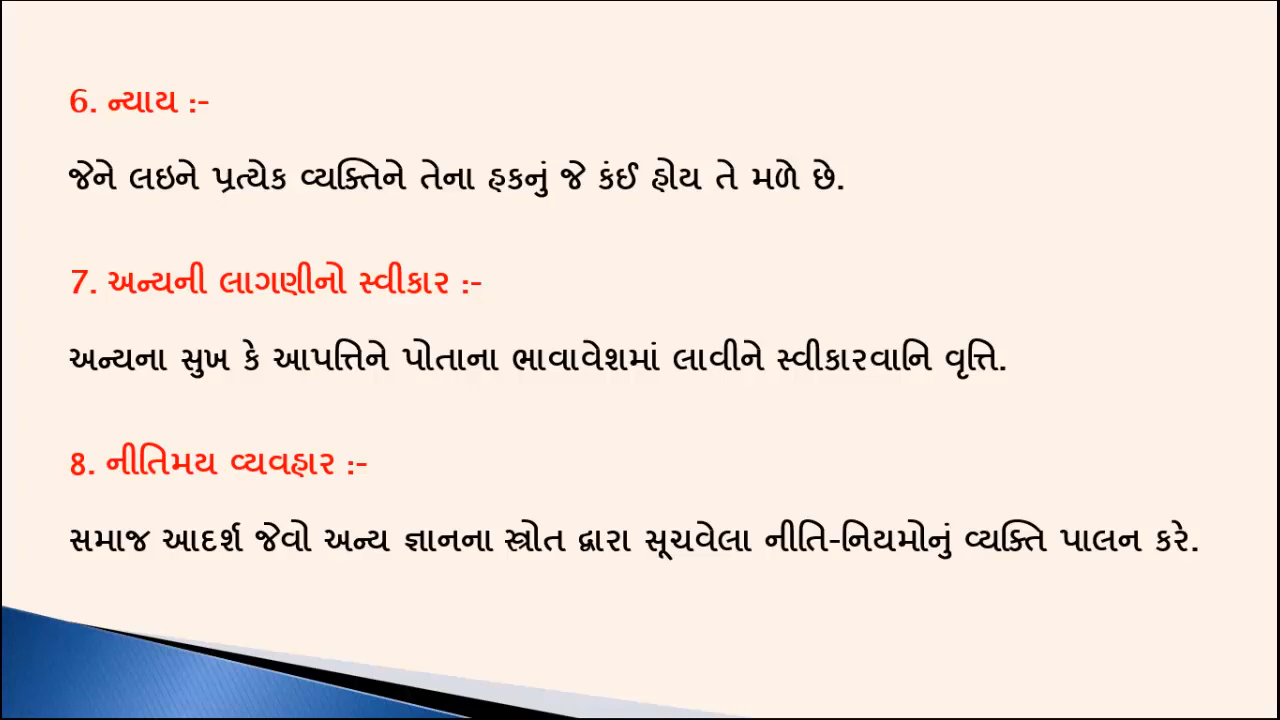 6. ન્યાય :-
જેને લઇને પ્રત્યેક વ્યક્તિને તેના હકનું જે કંઈ હોય તે મળે છે.
7. અન્યની લાગણીનો સ્વીકાર :-
અન્યના સુખ કે આપત્તિને પોતાના ભાવાવેશમાં લાવીને સ્વીકારવાનિ વૃત્તિ.
8. નીતિમય વ્યવહાર :-
સમાજ આદર્શ જેવો અન્ય જ્ઞાનના સ્ત્રોત દ્વારા સૂચવેલા નીતિ-નિયમોનું વ્યક્તિ પાલન કરે.